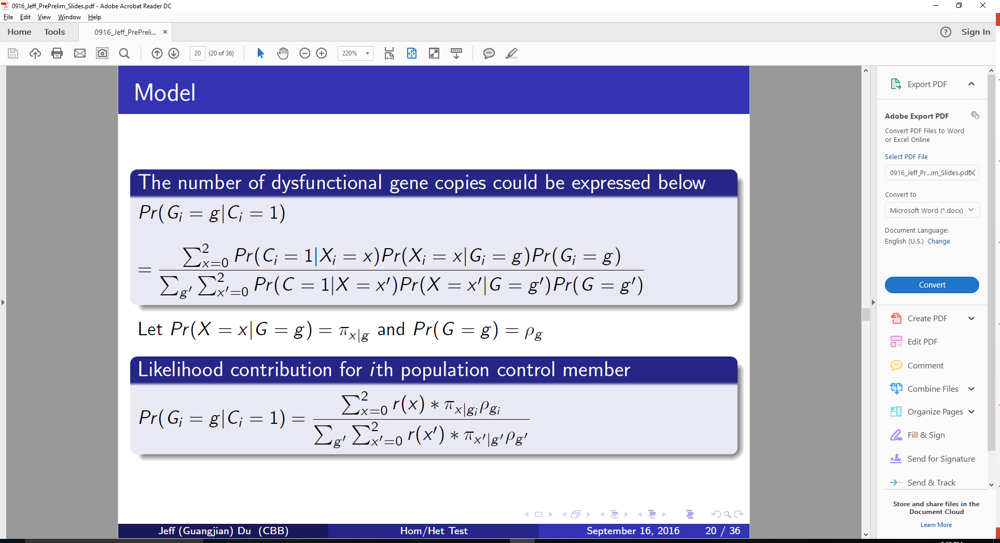 0916_Jeff_PrePrelim_Slides.pdf - Adobe Acrobat Reader DC
File Edit View Window Help
Home Tools 0916_Jeff_PrePreli... × ? Sign In
20 (20 of 36) 220%
Model
The number of dysfunctional gene copies could be expressed below
Pr(G_i = g|C_i = 1)
= \frac{\sum_{x=0}^{2} Pr(C_i = 1|X_i = x)Pr(X_i = x|G_i = g)Pr(G_i = g)}{\sum_{g'} \sum_{x'=0}^{2} Pr(C = 1|X = x')Pr(X = x'|G = g')Pr(G = g')}
Let Pr(X = x|G = g) = π_{x|g} and Pr(G = g) = ρ_g
Likelihood contribution for ith population control member
Pr(G_i = g|C_i = 1) = \frac{\sum_{x=0}^{2} r(x) * π_{x|g_i} ρ_{g_i}}{\sum_{g'} \sum_{x'=0}^{2} r(x') * π_{x'|g'} ρ_{g'}}
Jeff (Guangjian) Du (CBB) Hom/Het Test September 16, 2016 20 / 36
Export PDF
Adobe Export PDF
Convert PDF Files to Word
or Excel Online
Select PDF File
0916_Jeff_Pr...im_Slides.pdf
Convert to
Microsoft Word (*.docx)
Document Language:
English (U.S.) Change
Convert
Create PDF
Edit PDF
Comment
Combine Files
Organize Pages
Fill & Sign
Send for Signature
Send & Track
Store and share files in the
Document Cloud
Learn More